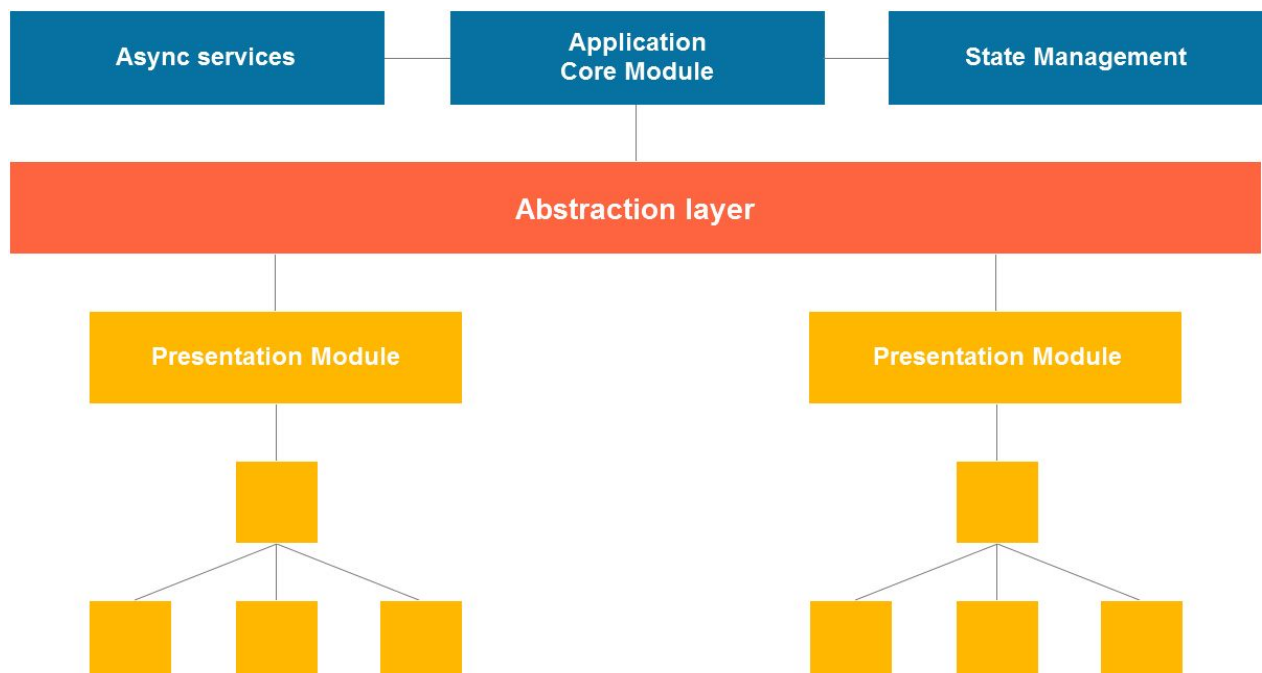 Async services
Application
Core Module
State Management
Abstraction layer
Presentation Module
Presentation Module